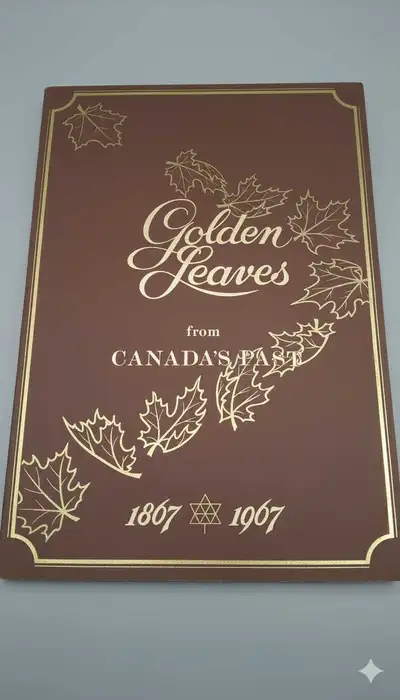 Golden
Leaves
from
CANADA'S PAST
1867 1967